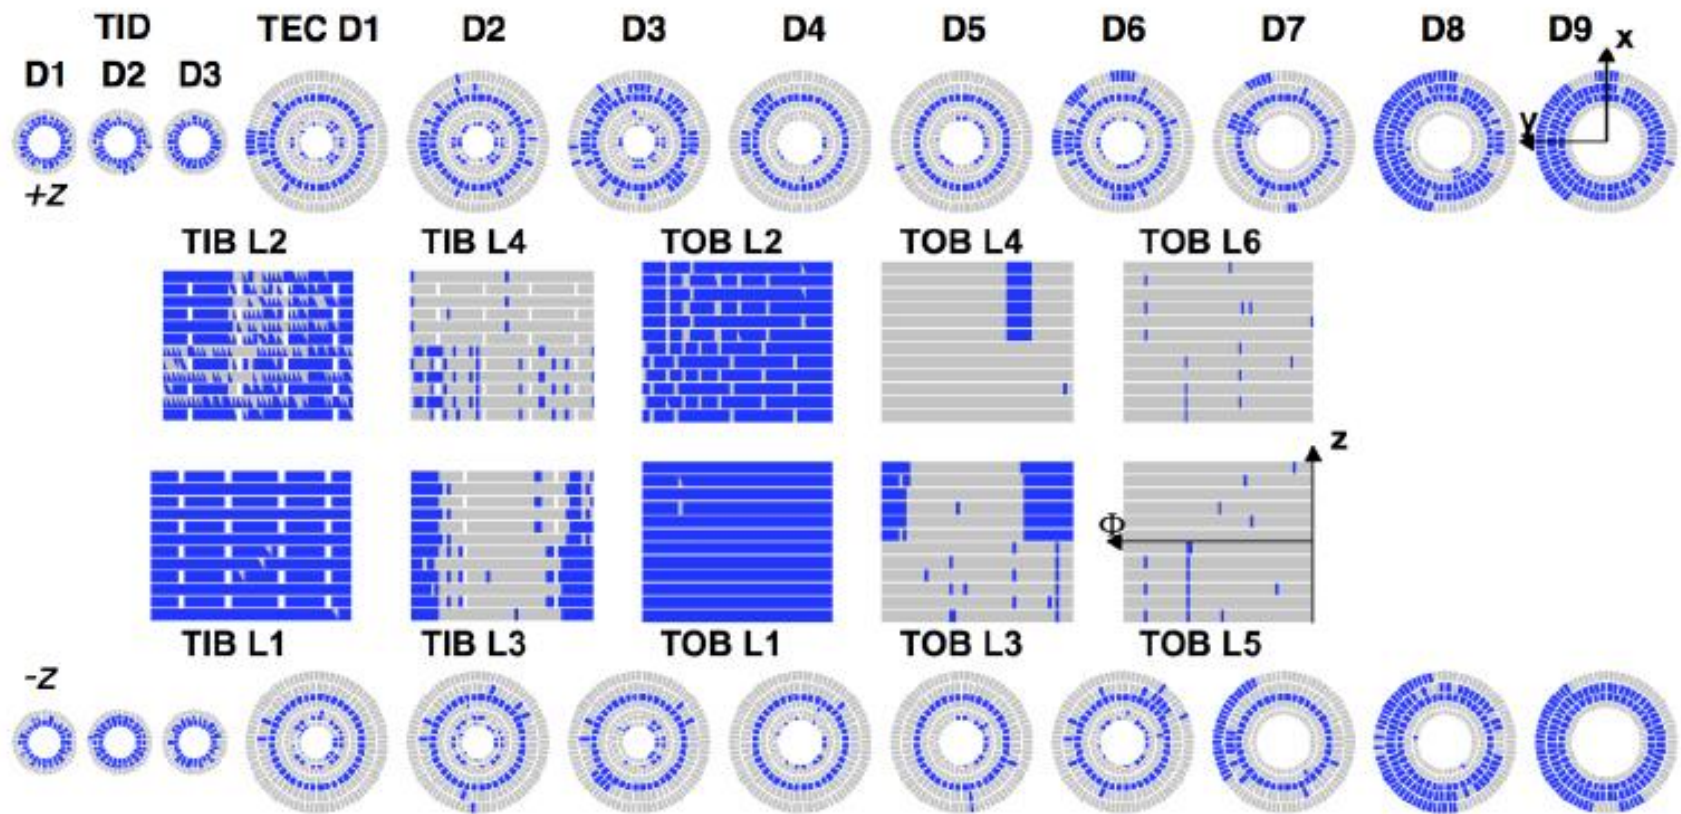 TID TEC D1 D2 D3 D4 D5 D6 D7 D8 D9
D1 D2 D3
x
y
+z
TIB L2 TIB L4 TOB L2 TOB L4 TOB L6
z
Φ
TIB L1 TIB L3 TOB L1 TOB L3 TOB L5
-z